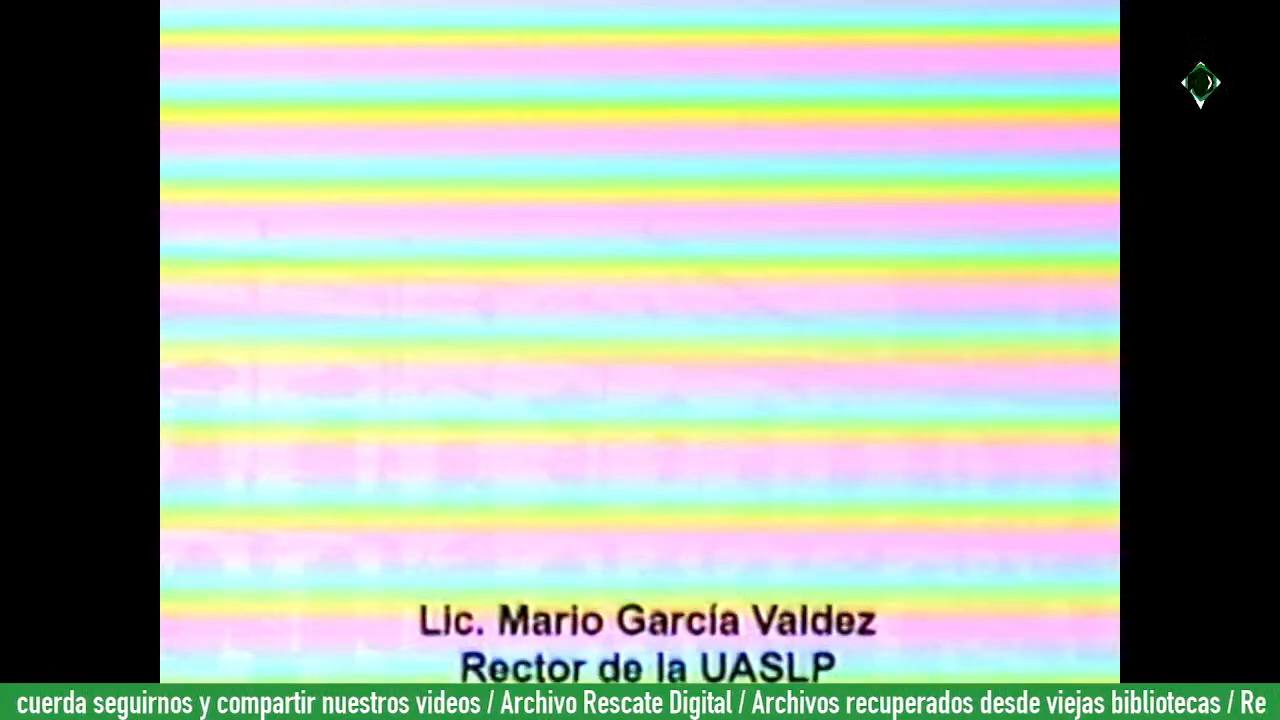 Lic. Mario García Valdez
Rector de la UASLP
cuerda seguirnos y compartir nuestros videos / Archivo Rescate Digital / Archivos recuperados desde viejas bibliotecas / Re